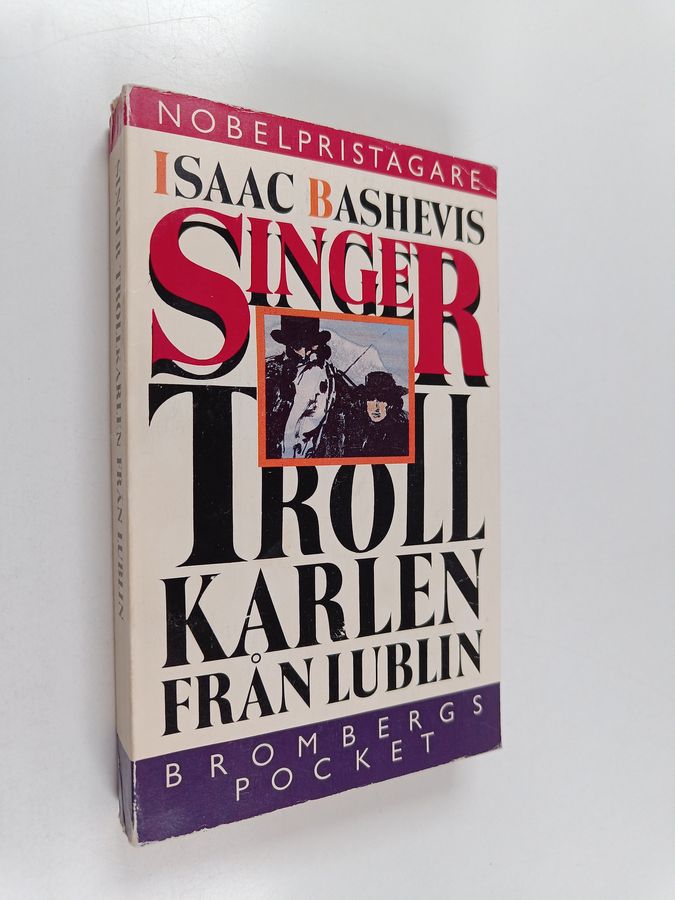 NOBELPRISTAGARE
ISAAC BASHEVIS
SINGER
TROLL
KARLEN
FRÅN LUBLIN
BROMBERGS
POCKET
SINGER TROLLKARLEN FRÅN LUBLIN